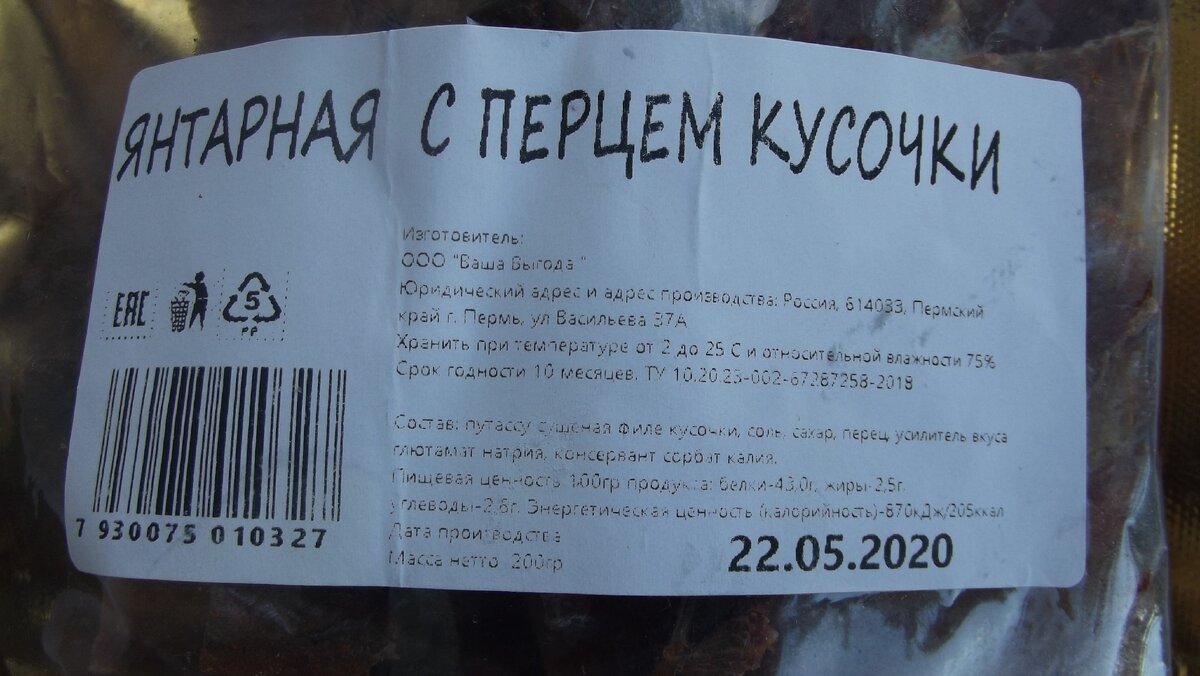 ЯНТАРНАЯ С ПЕРЦЕМ КУСОЧКИ
Изготовитель:
ООО "Ваша Выгода "
Юридический адрес и адрес производства: Россия, 614033, Пермский
край г. Пермь, ул Васильева 37А
Хранить при температуре от 2 до 25 С и относительной влажности 75%
Срок годности 10 месяцев. ТУ 10.20.23-002-67287258-2018
Состав: путассу сушеная филе кусочки, соль, сахар, перец, усилитель вкуса
глютамат натрия, консервант сорбат калия.
Пищевая ценность 100гр продукта: белки-43,0г, жиры-2,5г.
углеводы-2,6г. Энергетическая ценность (калорийность)-870кДж/205ккал
Дата производства
22.05.2020
Масса нетто 200гр
ЕАС
5
PP
7 930075 010327